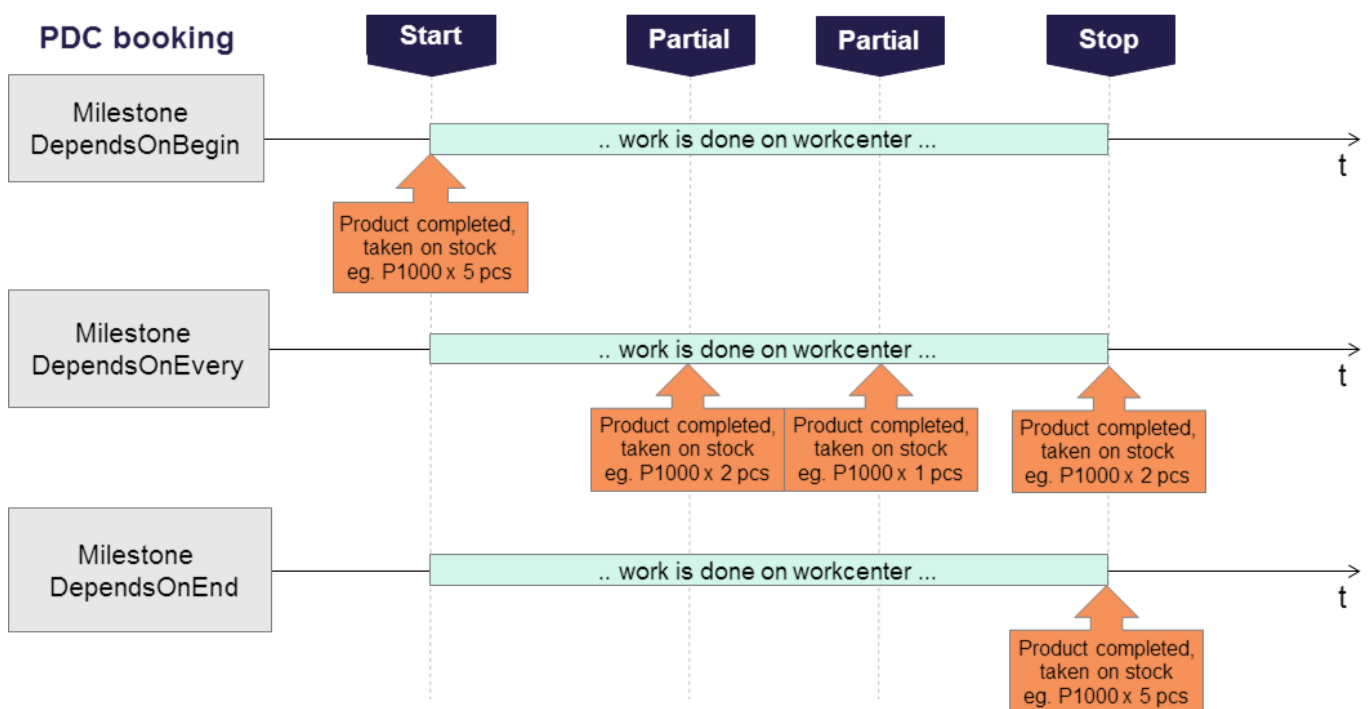 PDC booking
Start
Partial
Partial
Stop
Milestone
DependsOnBegin
.. work is done on workcenter ...
t
Product completed,
taken on stock
eg. P1000 x 5 pcs
Milestone
DependsOnEvery
.. work is done on workcenter ...
t
Product completed,
taken on stock
eg. P1000 x 2 pcs
Product completed,
taken on stock
eg. P1000 x 1 pcs
Product completed,
taken on stock
eg. P1000 x 2 pcs
Milestone
DependsOnEnd
.. work is done on workcenter ...
t
Product completed,
taken on stock
eg. P1000 x 5 pcs